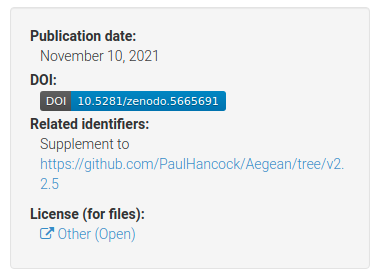 Publication date:
November 10, 2021
DOI:
DOI 10.5281/zenodo.5665691
Related identifiers:
Supplement to
https://github.com/PaulHancock/Aegean/tree/v2.
2.5
License (for files):
Other (Open)